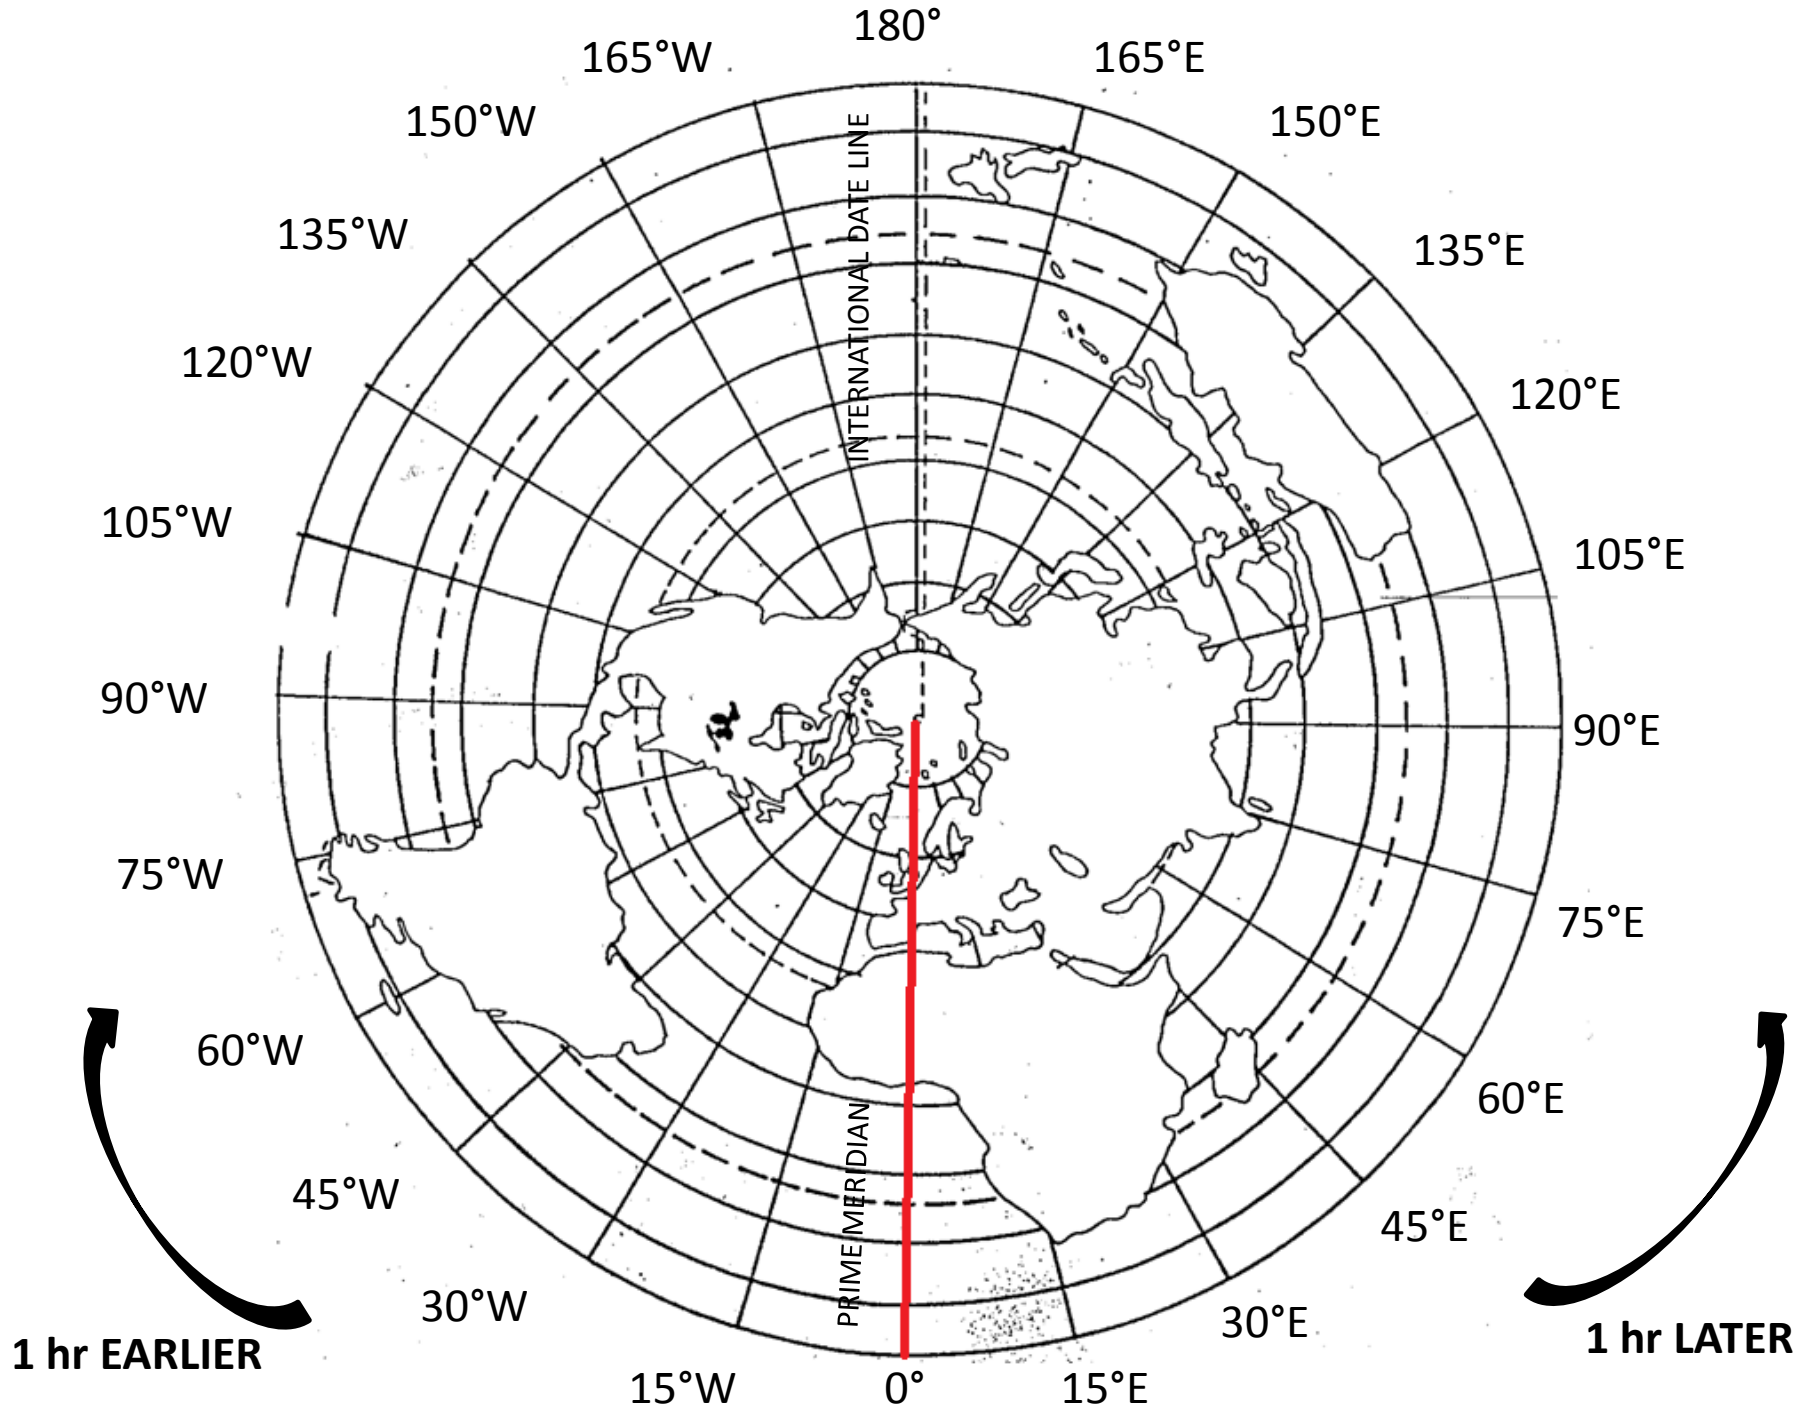 180°
165°W
165°E
150°W
150°E
135°W
135°E
120°W
120°E
105°W
105°E
90°W
90°E
75°W
75°E
60°W
60°E
45°W
45°E
30°W
30°E
15°W
0°
15°E
INTERNATIONAL DATE LINE
PRIME MERIDIAN
1 hr EARLIER
1 hr LATER